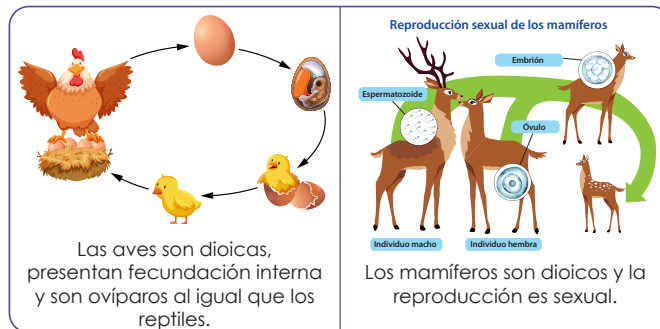 Las aves son dioicas,
presentan fecundación interna
y son ovíparos al igual que los
reptiles.
Reproducción sexual de los mamíferos
Embrión
Espermatozoide
Óvulo
Individuo macho
Individuo hembra
Los mamíferos son dioicos y la
reproducción es sexual.